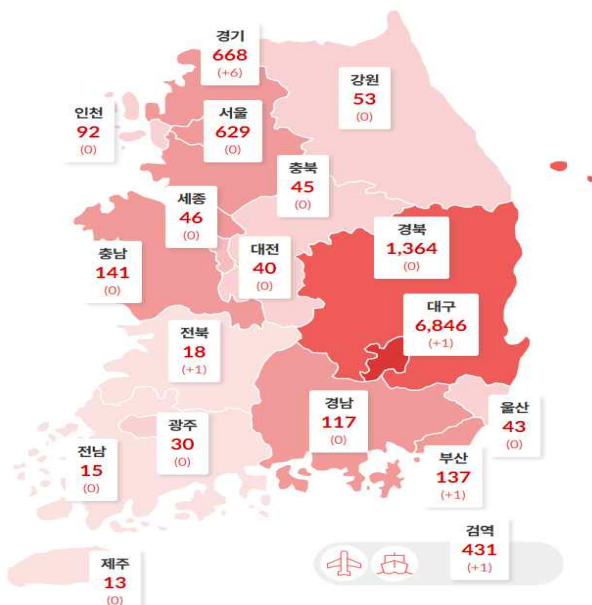 경기
668
(+6)
강원
53
(0)
인천
92
(0)
서울
629
(0)
충북
45
(0)
세종
46
(0)
경북
1,364
(0)
충남
141
(0)
대전
40
(0)
대구
6,846
(+1)
전북
18
(+1)
경남
117
(0)
울산
43
(0)
광주
30
(0)
전남
15
(0)
부산
137
(+1)
검역
431
(+1)
제주
13
(0)